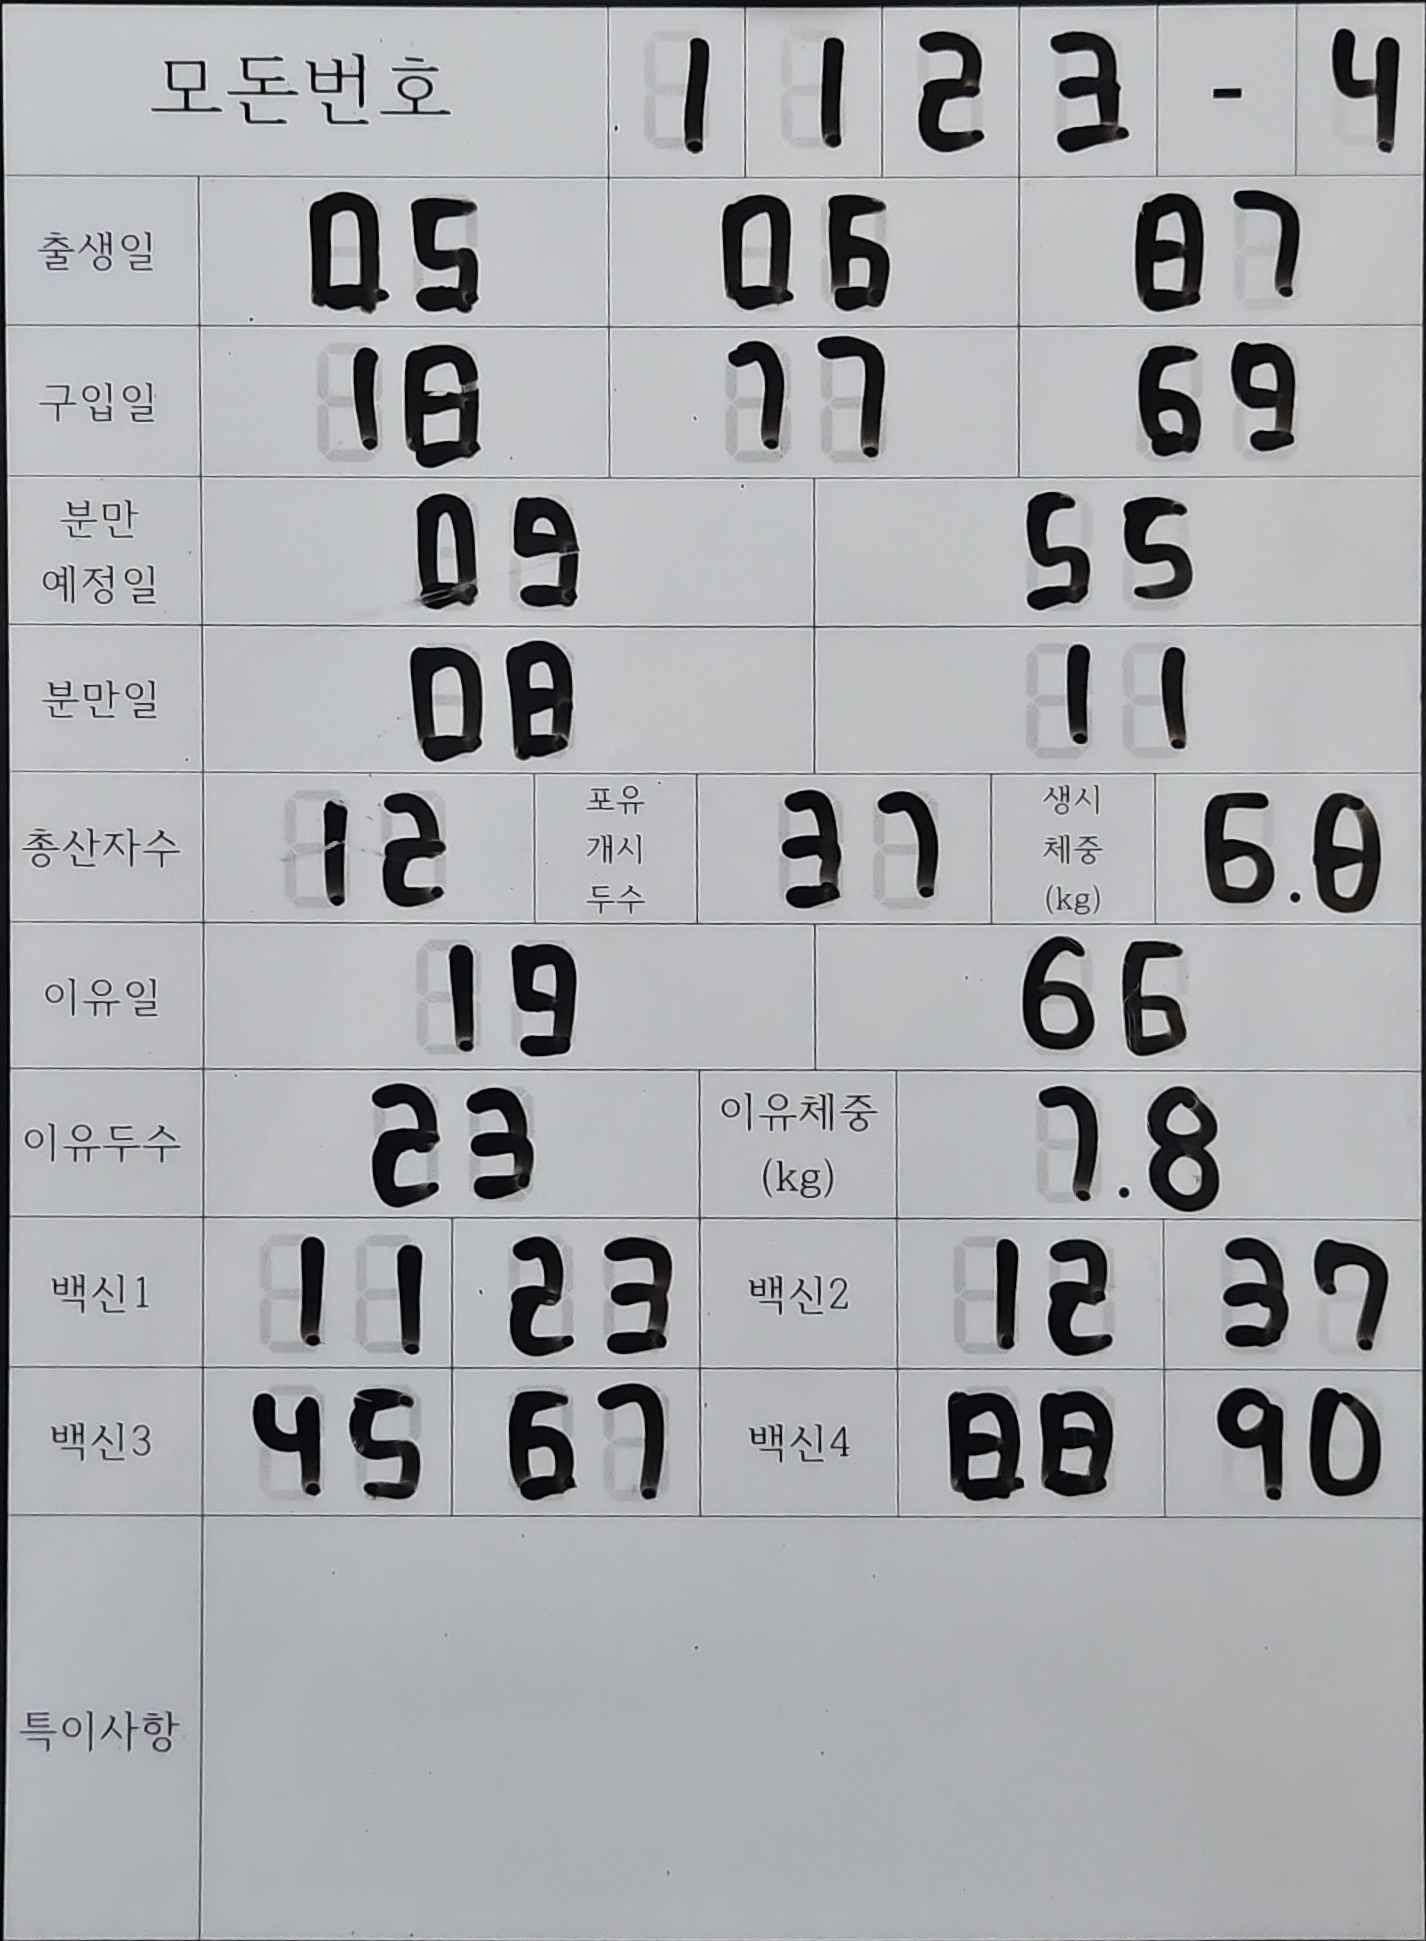 모돈번호 1 1 2 3 - 4
출생일 05 06 87
구입일 18 77 69
분만
예정일 09 55
분만일 08 11
총산자수 12 포유
개시
두수 37 생시
체중
(kg) 6.8
이유일 19 66
이유두수 23 이유체중
(kg) 7.8
백신1 11 23 백신2 12 37
백신3 45 67 백신4 88 90
특이사항